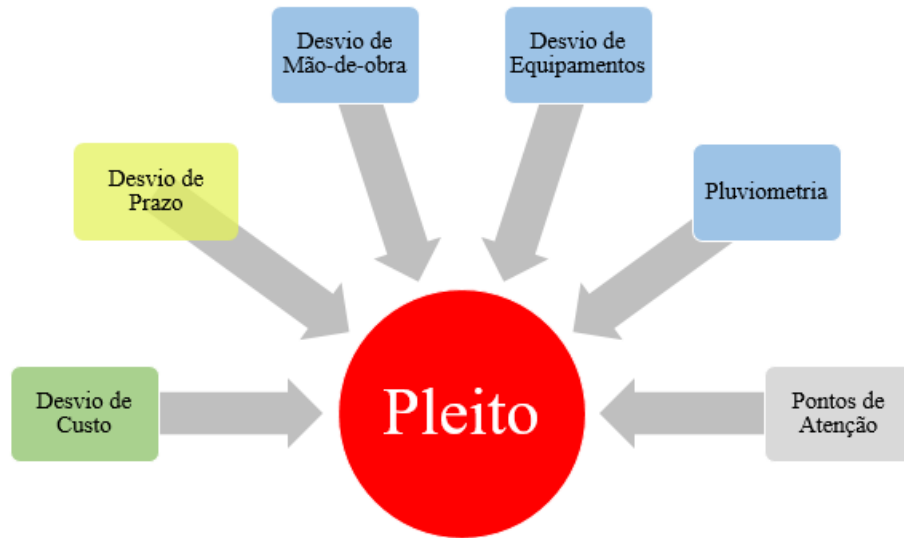 Desvio de
Mão-de-obra
Desvio de
Equipamentos
Desvio de
Prazo
Pluviometria
Desvio de
Custo
Pleito
Pontos de
Atenção